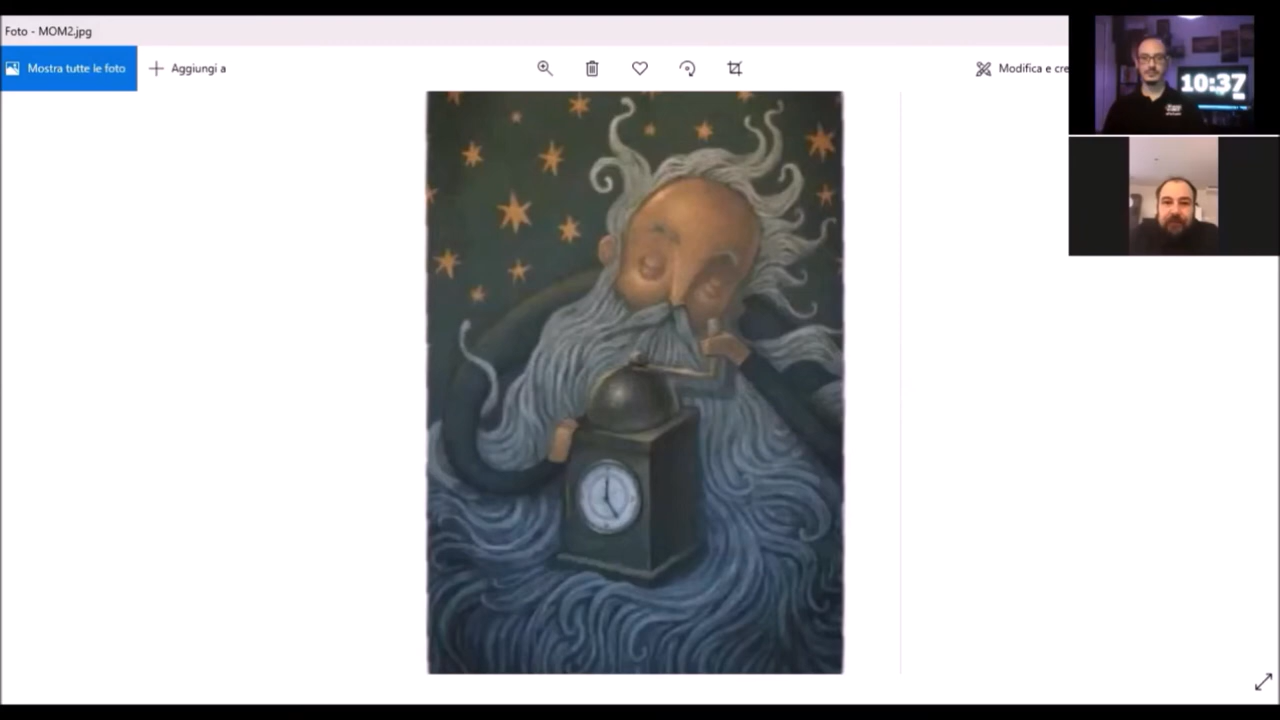 Foto - MOM2.jpg
Mostra tutte le foto
Aggiungi a
Modifica e cre
10:37